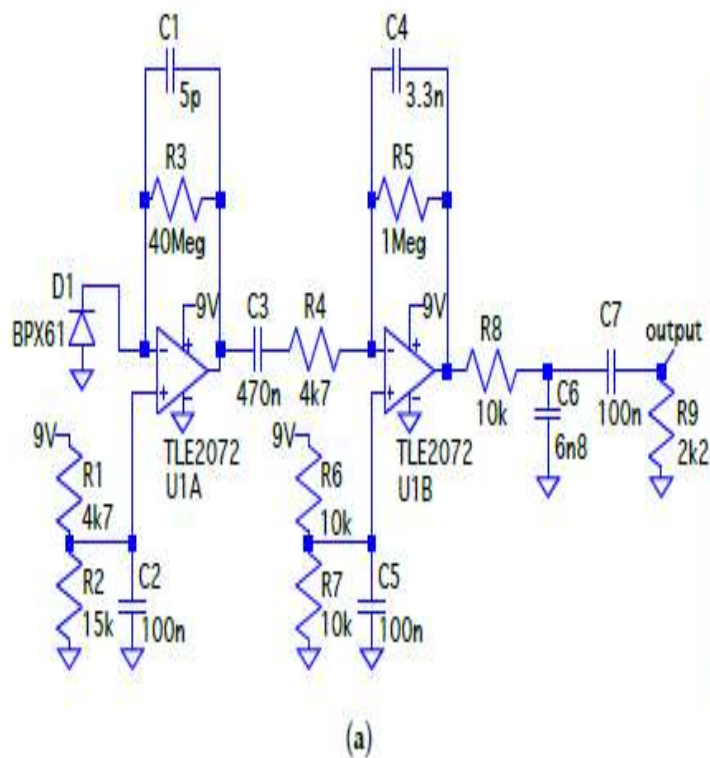 C1
5p
R3
40Meg
D1
BPX61
9V
C3
470n
R4
4k7
TLE2072
U1A
9V
R1
4k7
R2
15k
C2
100n
C4
3.3n
R5
1Meg
9V
TLE2072
U1B
R8
10k
C7
100n
output
C6
6n8
R9
2k2
9V
R6
10k
R7
10k
C5
100n
(a)